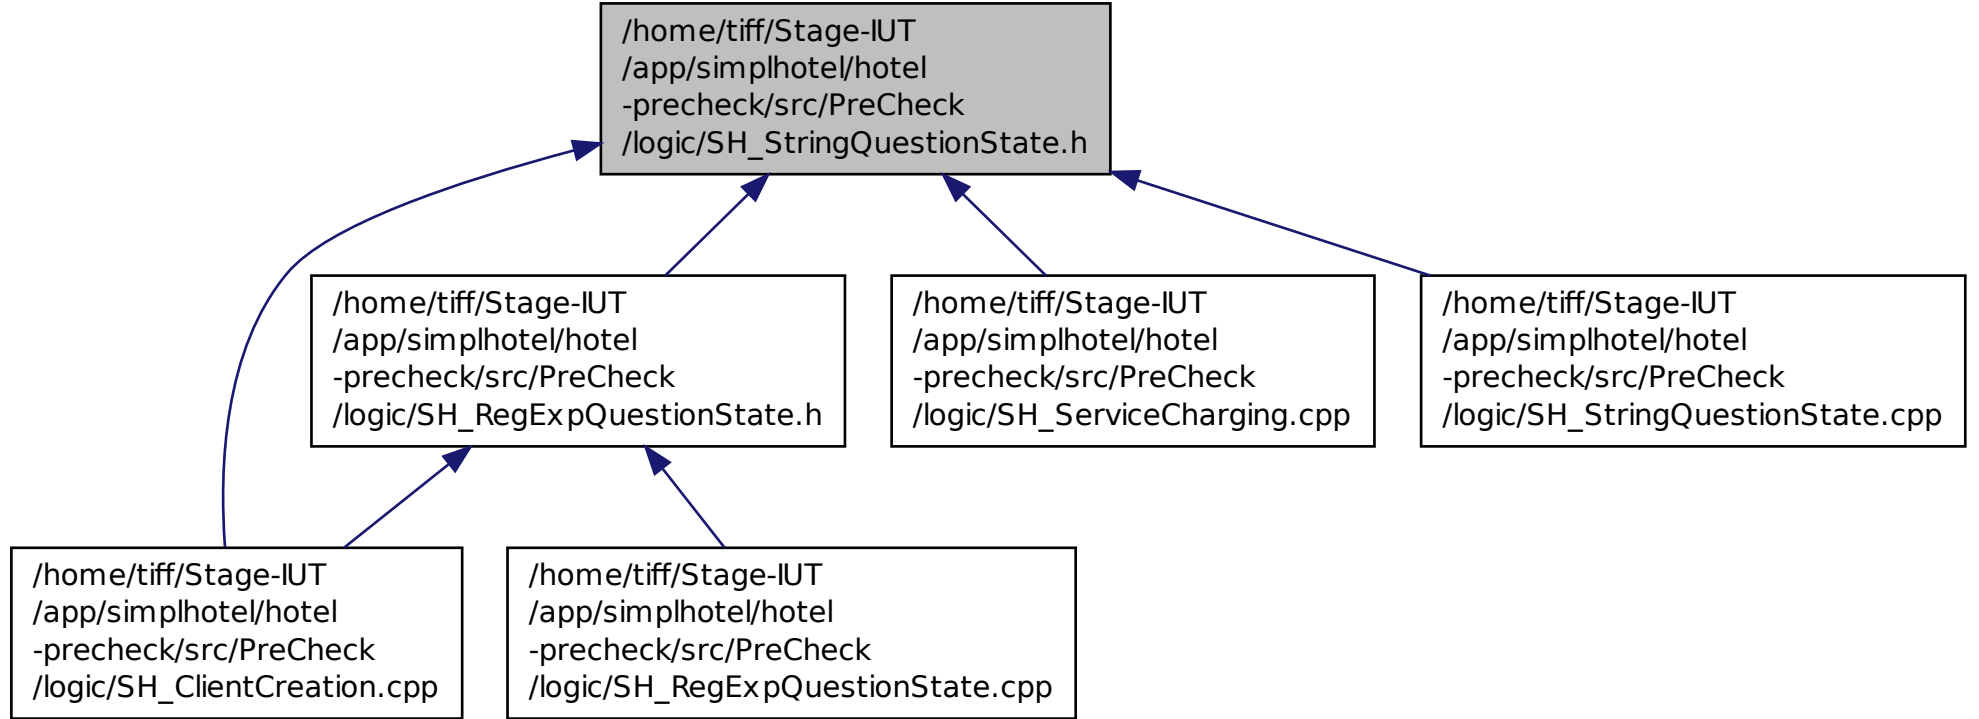 /home/tiff/Stage-IUT
/app/simplhotel/hotel
-precheck/src/PreCheck
/logic/SH_StringQuestionState.h
/home/tiff/Stage-IUT
/app/simplhotel/hotel
-precheck/src/PreCheck
/logic/SH_RegExpQuestionState.h
/home/tiff/Stage-IUT
/app/simplhotel/hotel
-precheck/src/PreCheck
/logic/SH_ServiceCharging.cpp
/home/tiff/Stage-IUT
/app/simplhotel/hotel
-precheck/src/PreCheck
/logic/SH_StringQuestionState.cpp
/home/tiff/Stage-IUT
/app/simplhotel/hotel
-precheck/src/PreCheck
/logic/SH_ClientCreation.cpp
/home/tiff/Stage-IUT
/app/simplhotel/hotel
-precheck/src/PreCheck
/logic/SH_RegExpQuestionState.cpp